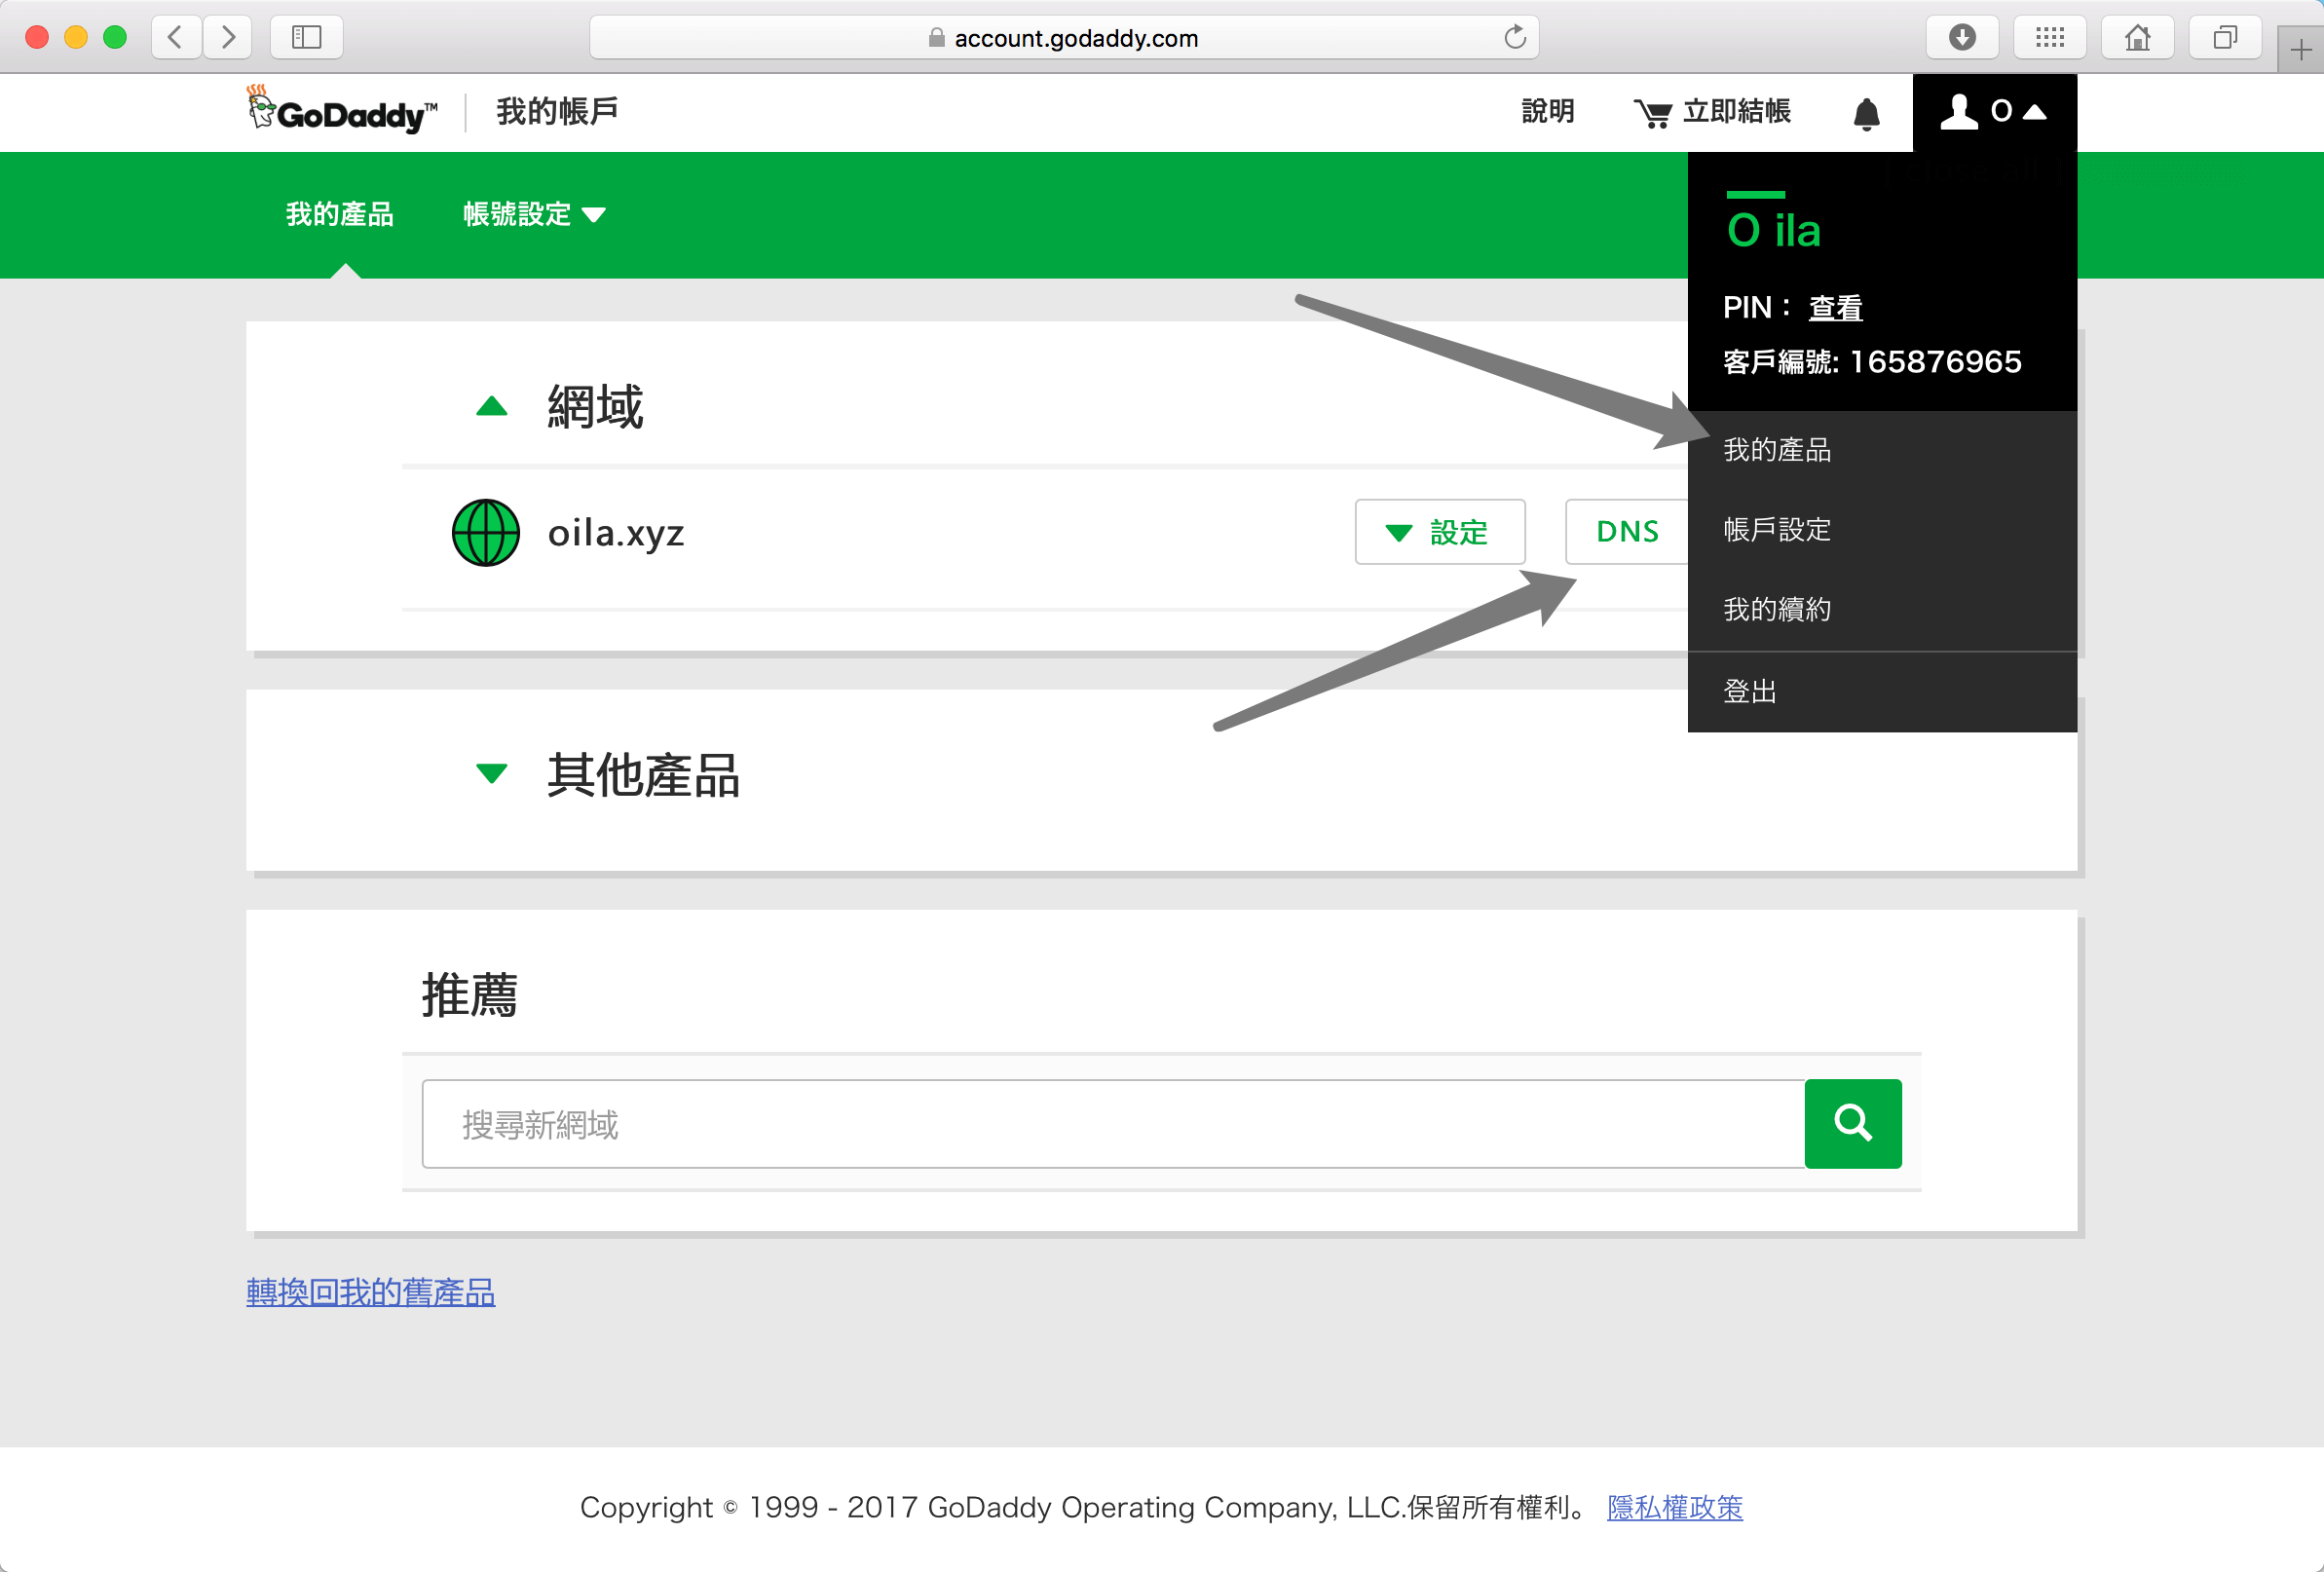 account.godaddy.com
GoDaddy™ 我的帳戶 說明 立即結帳 O
我的產品 帳號設定
O ila
PIN： 查看
客戶編號: 165876965
我的產品
帳戶設定
我的續約
登出
網域
oila.xyz 設定 DNS
其他產品
推薦
搜尋新網域
轉換回我的舊產品
Copyright © 1999 - 2017 GoDaddy Operating Company, LLC.保留所有權利。 隱私權政策